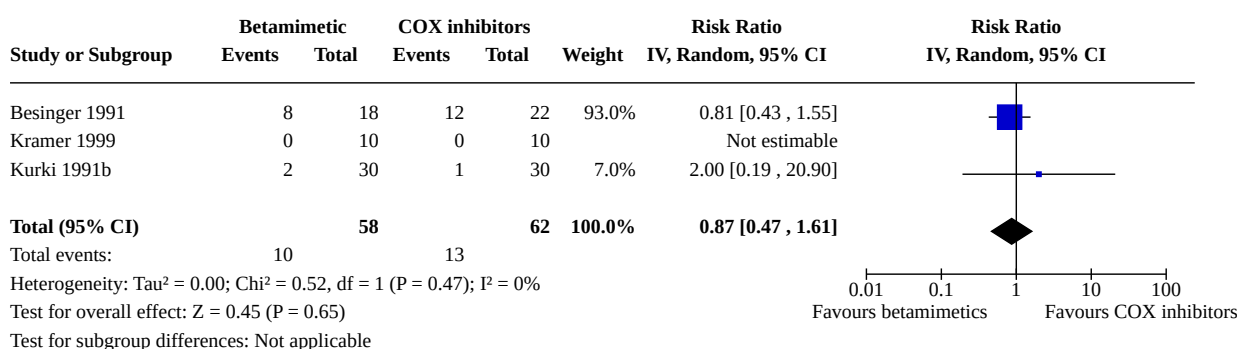 Betamimetic COX inhibitors Risk Ratio Risk Ratio
Study or Subgroup Events Total Events Total Weight IV, Random, 95% CI IV, Random, 95% CI
Besinger 1991 8 18 12 22 93.0% 0.81 [0.43 , 1.55]
Kramer 1999 0 10 0 10 Not estimable
Kurki 1991b 2 30 1 30 7.0% 2.00 [0.19 , 20.90]
Total (95% CI) 58 62 100.0% 0.87 [0.47 , 1.61]
Total events: 10 13
Heterogeneity: Tau² = 0.00; Chi² = 0.52, df = 1 (P = 0.47); I² = 0%
0.01 0.1 1 10 100
Test for overall effect: Z = 0.45 (P = 0.65) Favours betamimetics Favours COX inhibitors
Test for subgroup differences: Not applicable